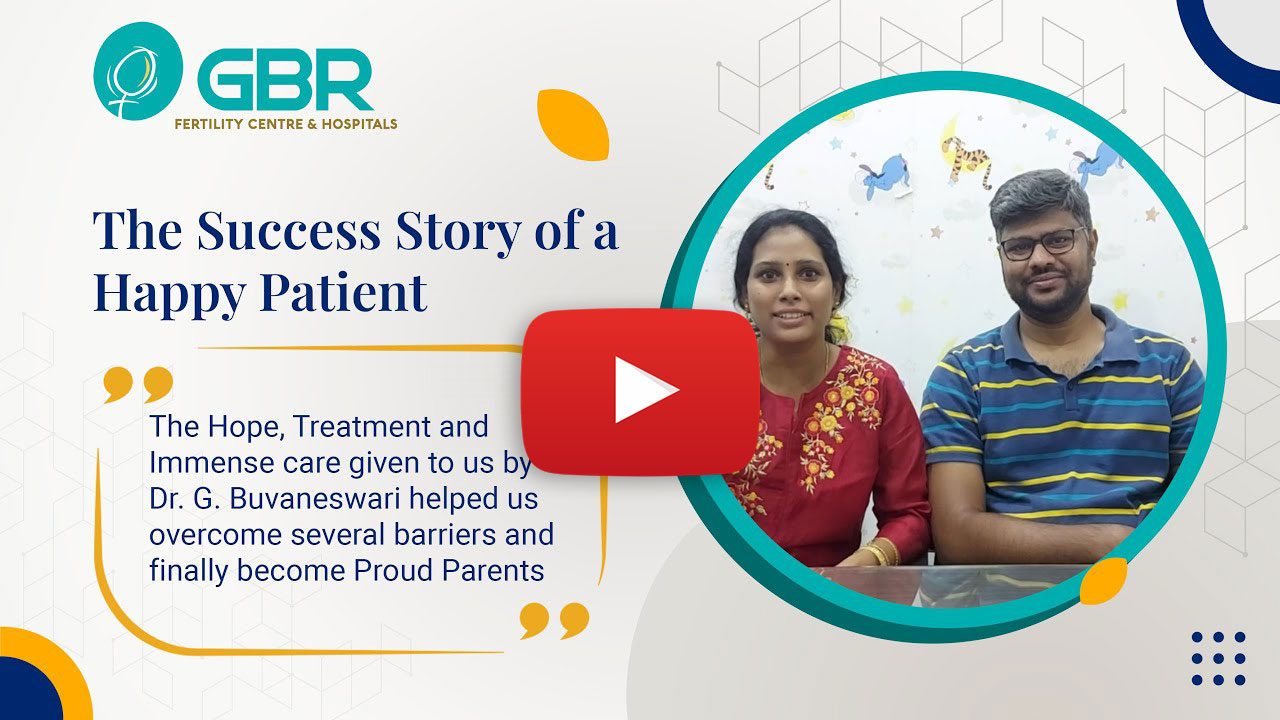 GBR
FERTILITY CENTRE & HOSPITALS
The Success Story of a
Happy Patient
The Hope, Treatment and
Immense care given to us by
Dr. G. Buvaneswari helped us
overcome several barriers and
finally become Proud Parents